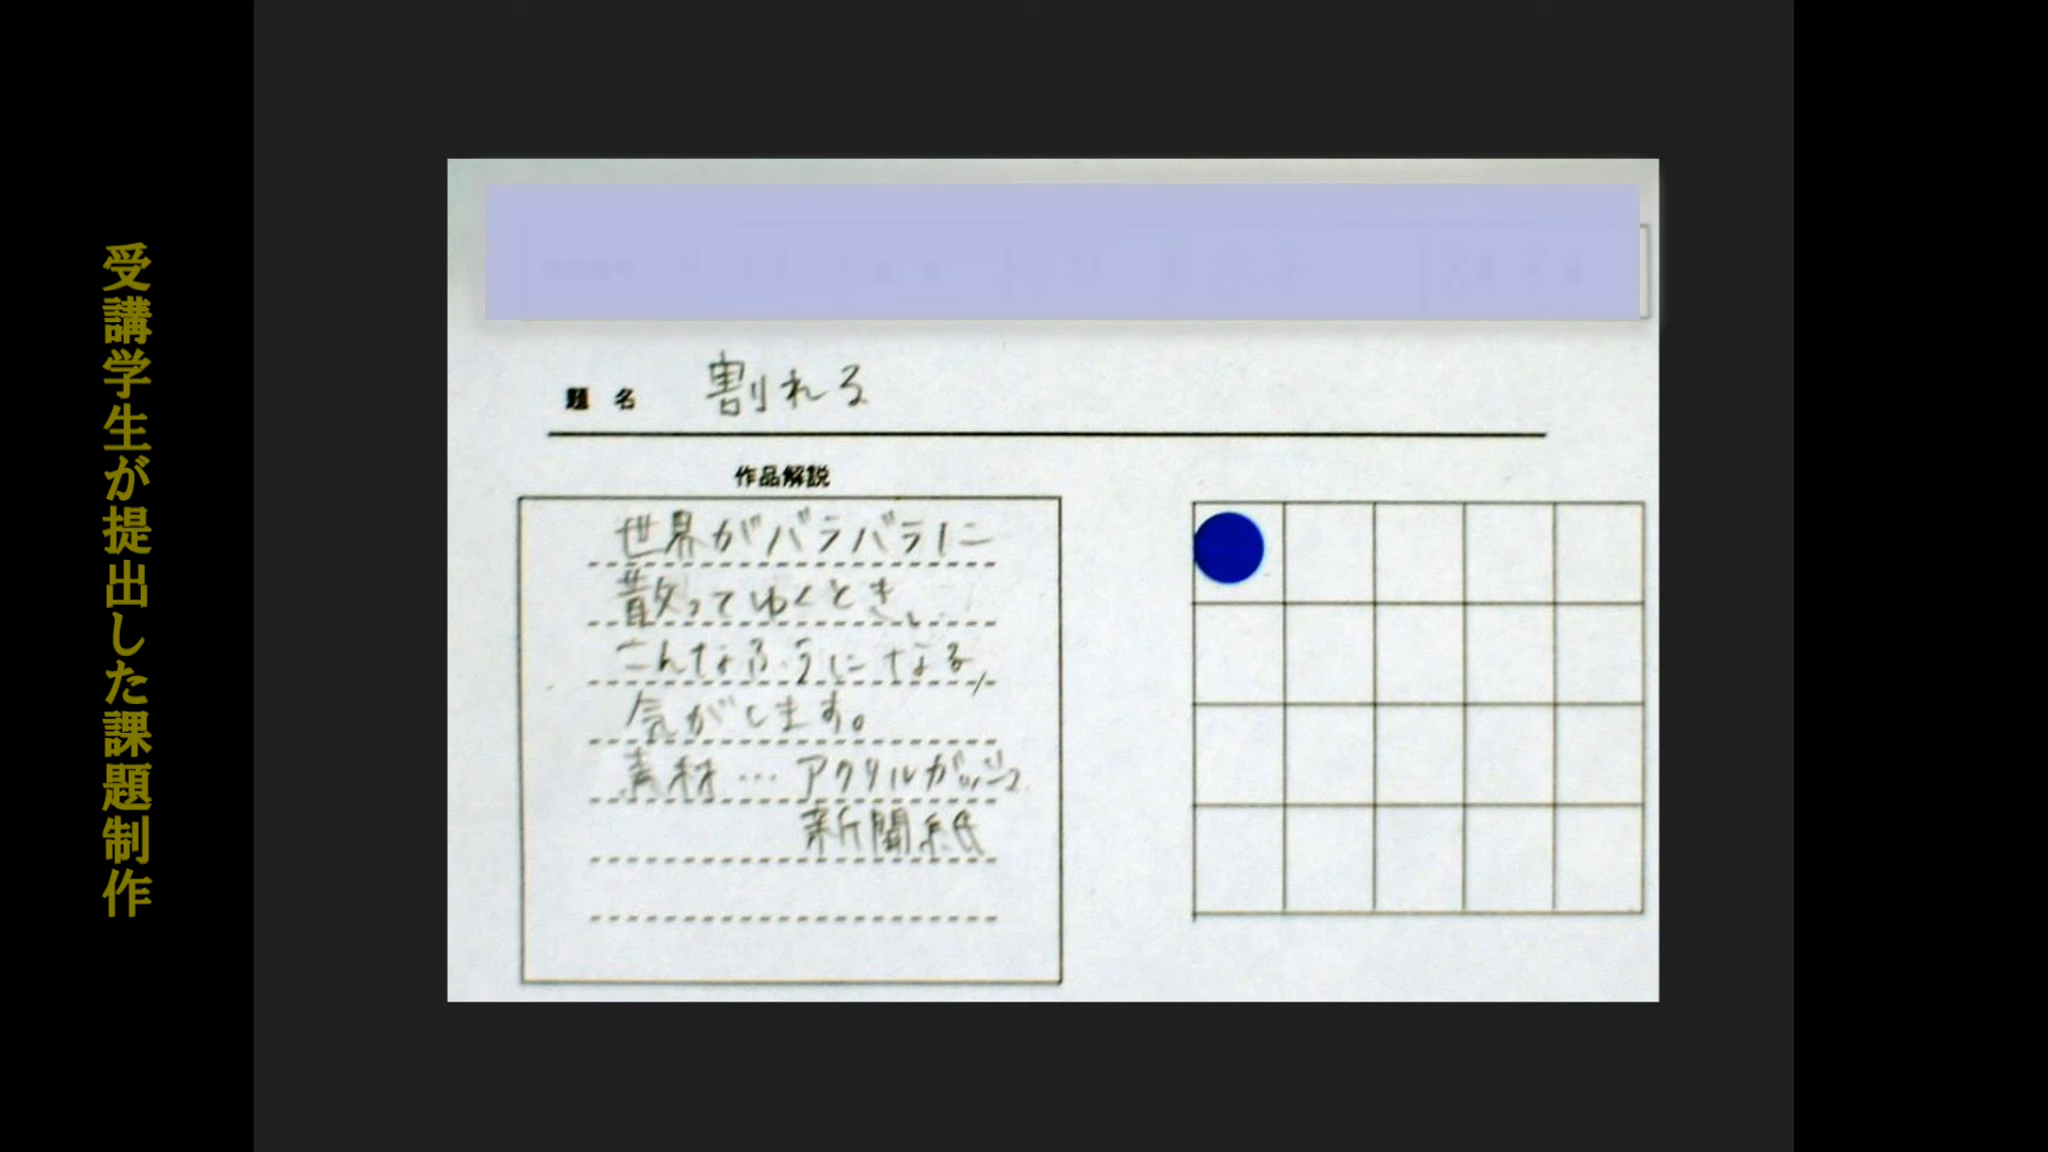 受講学生が提出した課題制作
題名 割れる
作品解説
世界がバラバラに
散ってゆくとき、
こんなふうになる
気がします。
素材…アクリルガッシュ
新聞紙